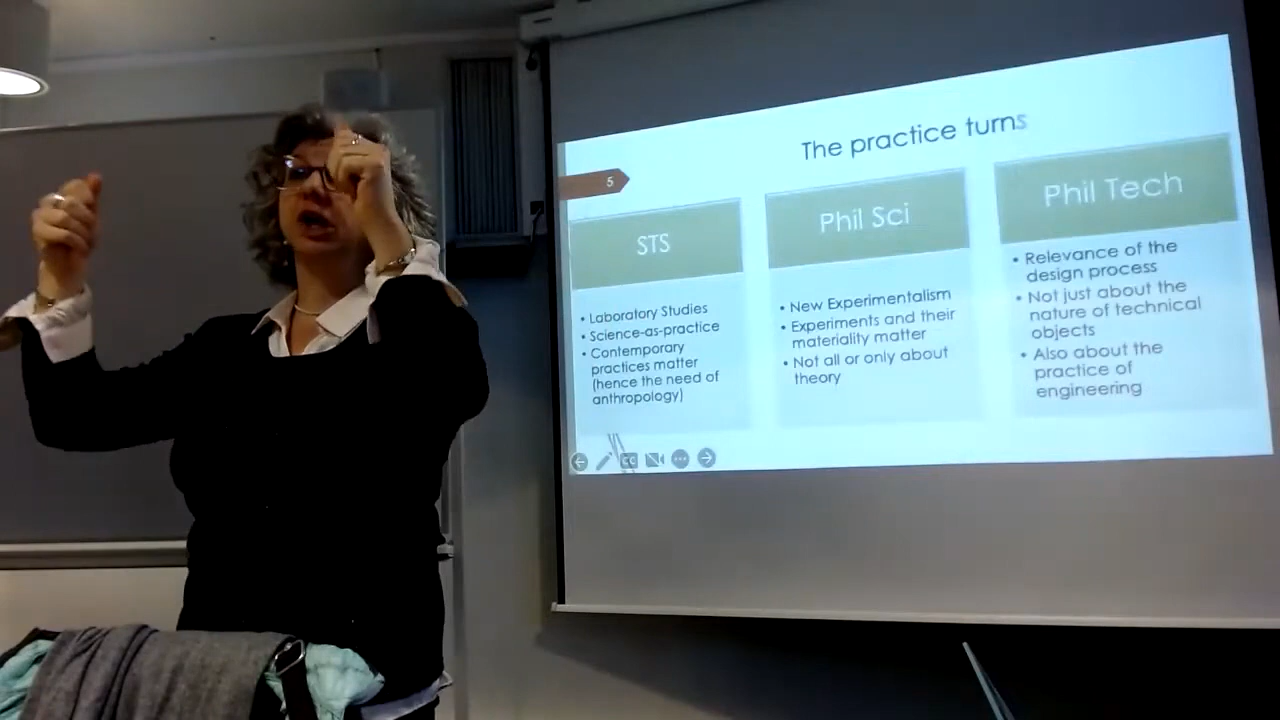 The practice turns
5
STS
• Laboratory Studies
• Science-as-practice
• Contemporary
practices matter
(hence the need of
anthropology)
Phil Sci
• New Experimentalism
• Experiments and their
materiality matter
• Not all or only about
theory
Phil Tech
• Relevance of the
design process
• Not just about the
nature of technical
objects
• Also about the
practice of
engineering
CC